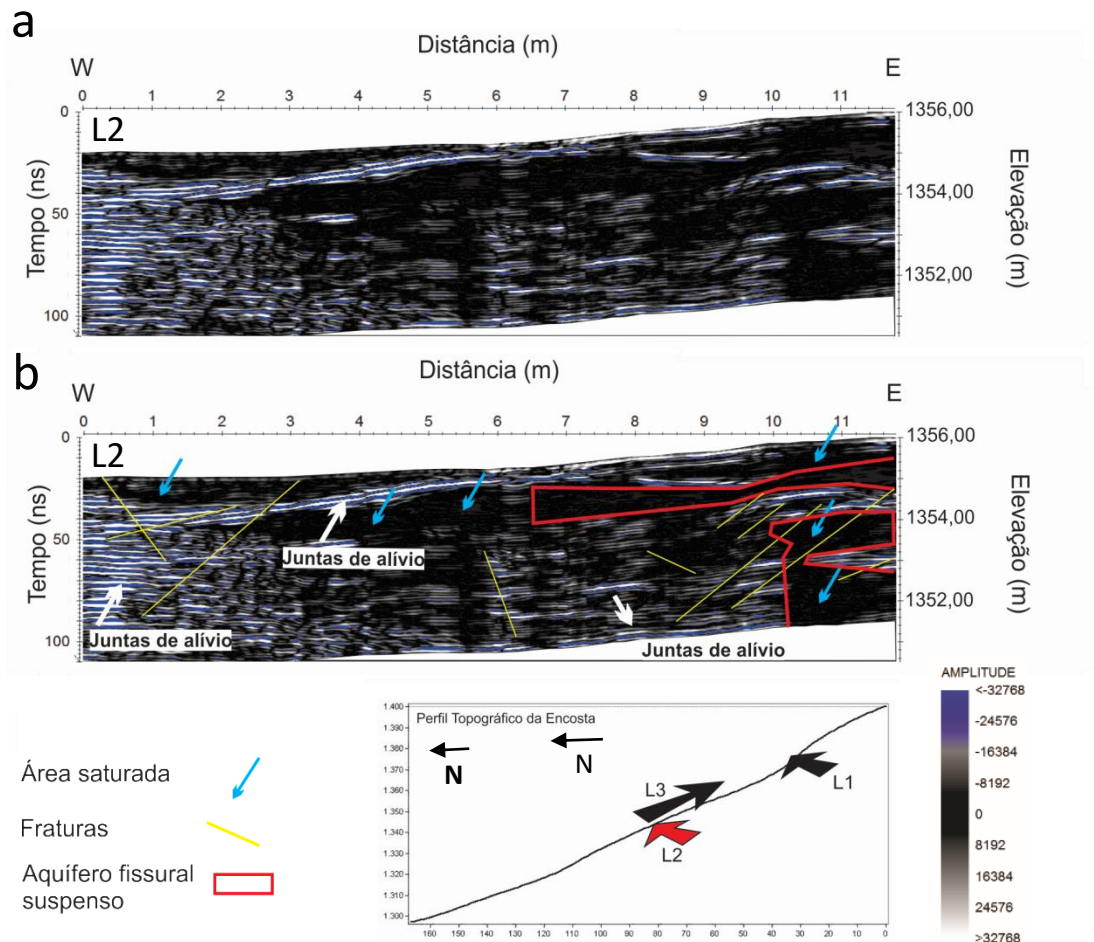 a
Distância (m)
W E
0 1 2 3 4 5 6 7 8 9 10 11
L2
Tempo (ns)
0
50
100
1356,00
1354,00
1352,00
Elevação (m)
b
Distância (m)
W E
0 1 2 3 4 5 6 7 8 9 10 11
L2
Tempo (ns)
0
50
100
1356,00
1354,00
1352,00
Elevação (m)
Juntas de alívio
Juntas de alívio
Juntas de alívio
Área saturada
Fraturas
Aquífero fissural
suspenso
Perfil Topográfico da Encosta
N N
L3
L1
L2
1.400
1.390
1.380
1.370
1.360
1.350
1.340
1.330
1.320
1.310
1.300
160 150 140 130 120 110 100 90 80 70 60 50 40 30 20 10 0
AMPLITUDE
<-32768
-24576
-16384
-8192
0
8192
16384
24576
>32768